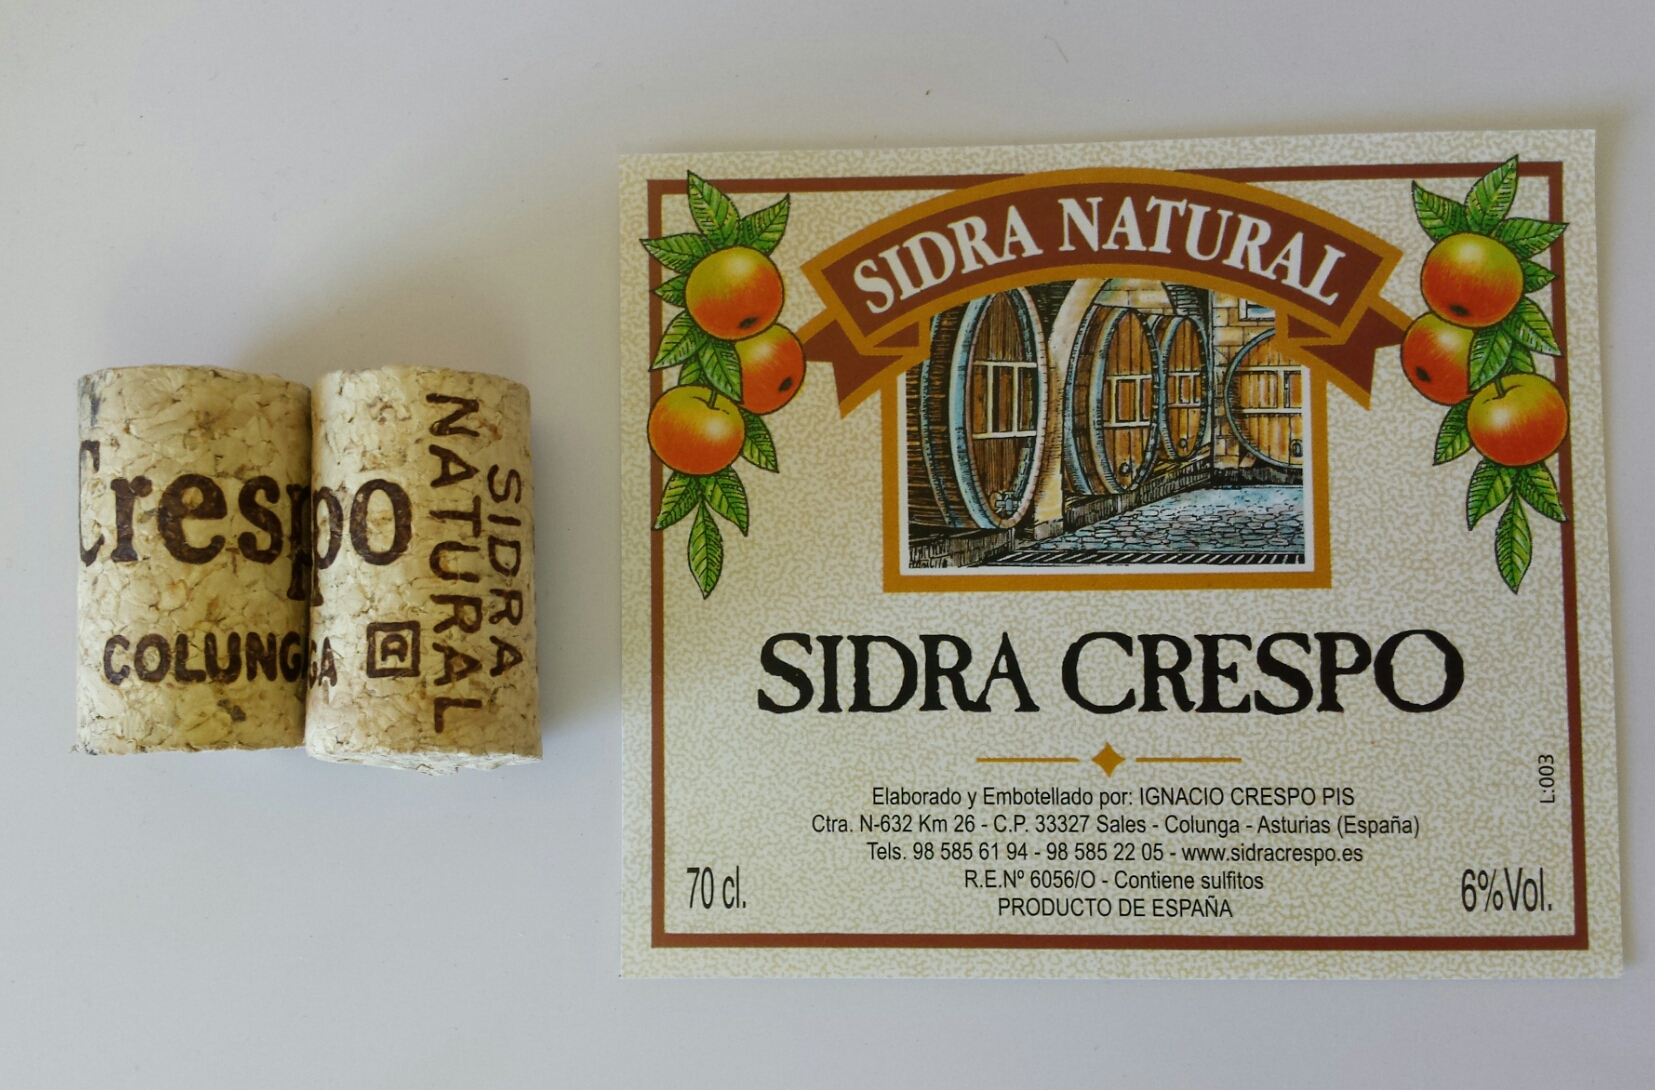 Crespo
COLUNGA
GA
A
NATURAL
SIDRA
SIDRA NATURAL
SIDRA CRESPO
Elaborado y Embotellado por: IGNACIO CRESPO PIS
Ctra. N-632 Km 26 - C.P. 33327 Sales - Colunga - Asturias (España)
Tels. 98 585 61 94 - 98 585 22 05 - www.sidracrespo.es
R.E.Nº 6056/O - Contiene sulfitos
PRODUCTO DE ESPAÑA
70 cl.
6%Vol.
L:003